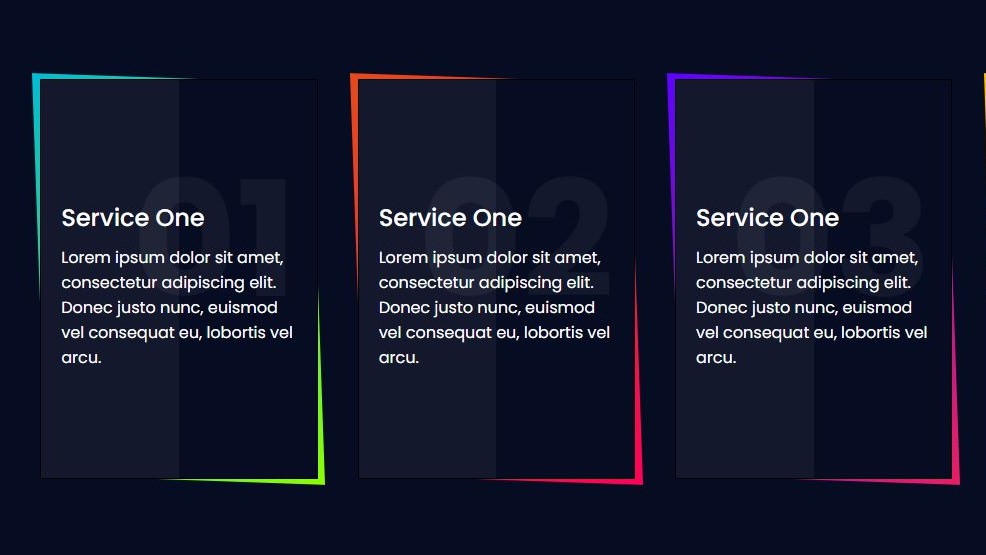 01
Service One
Lorem ipsum dolor sit amet,
consectetur adipiscing elit.
Donec justo nunc, euismod
vel consequat eu, lobortis vel
arcu.
02
Service One
Lorem ipsum dolor sit amet,
consectetur adipiscing elit.
Donec justo nunc, euismod
vel consequat eu, lobortis vel
arcu.
03
Service One
Lorem ipsum dolor sit amet,
consectetur adipiscing elit.
Donec justo nunc, euismod
vel consequat eu, lobortis vel
arcu.